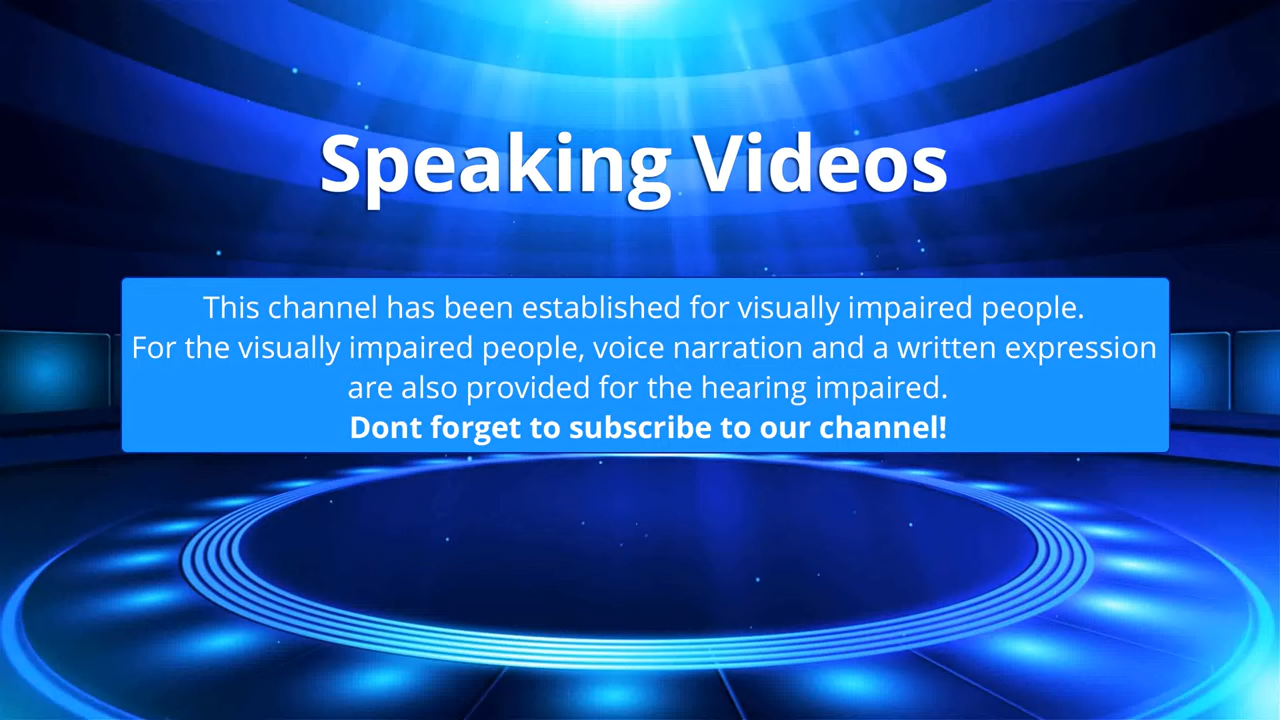 Speaking Videos
This channel has been established for visually impaired people.
For the visually impaired people, voice narration and a written expression
are also provided for the hearing impaired.
Dont forget to subscribe to our channel!